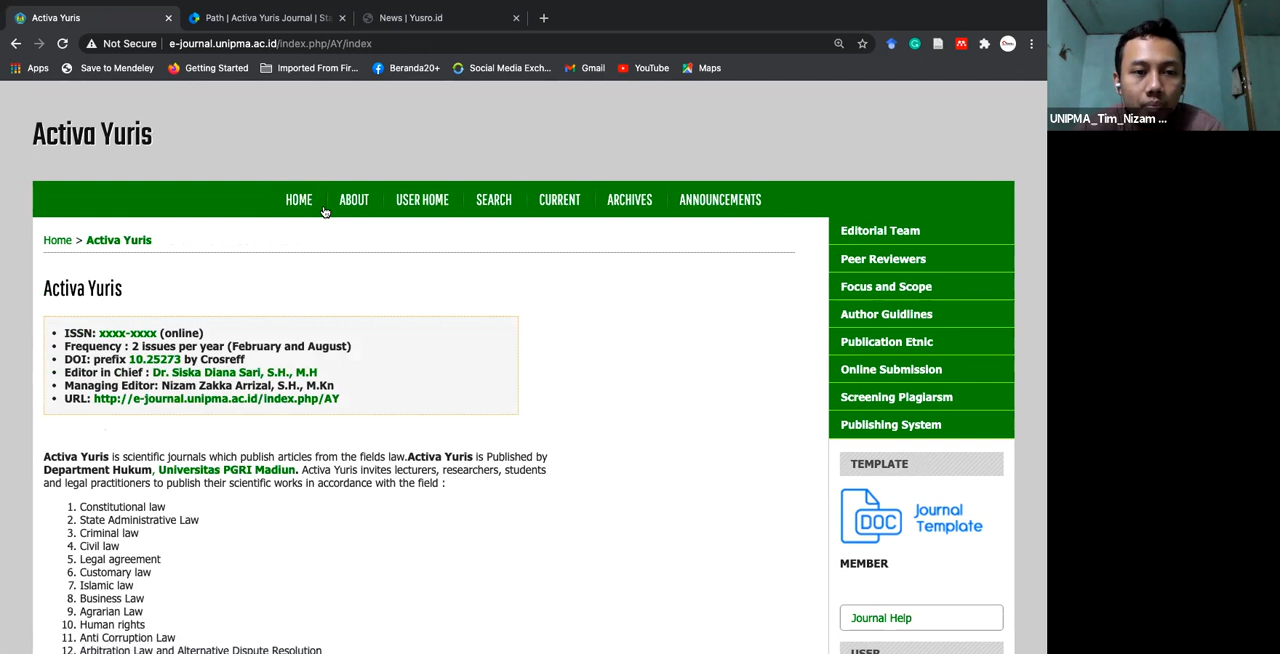 Activa Yuris
Path | Activa Yuris Journal | Sta
News | Yusro.id
Not Secure
e-journal.unipma.ac.id/index.php/AY/index
Apps
Save to Mendeley
Getting Started
Imported From Fir...
Beranda20+
Social Media Exch...
Gmail
YouTube
Maps
UNIPMA_Tim_Nizam ...
Activa Yuris
HOME
ABOUT
USER HOME
SEARCH
CURRENT
ARCHIVES
ANNOUNCEMENTS
Home > Activa Yuris
Activa Yuris
• ISSN: xxxx-xxxx (online)
• Frequency : 2 issues per year (February and August)
• DOI: prefix 10.25273 by Crosreff
• Editor in Chief : Dr. Siska Diana Sari, S.H., M.H
• Managing Editor: Nizam Zakka Arrizal, S.H., M.Kn
• URL: http://e-journal.unipma.ac.id/index.php/AY
Activa Yuris is scientific journals which publish articles from the fields law.Activa Yuris is Published by
Department Hukum, Universitas PGRI Madiun. Activa Yuris invites lecturers, researchers, students
and legal practitioners to publish their scientific works in accordance with the field :
1. Constitutional law
2. State Administrative Law
3. Criminal law
4. Civil law
5. Legal agreement
6. Customary law
7. Islamic law
8. Business Law
9. Agrarian Law
10. Human rights
11. Anti Corruption Law
12. Arbitration Law and Alternative Dispute Resolution
Editorial Team
Peer Reviewers
Focus and Scope
Author Guidlines
Publication Etnic
Online Submission
Screening Plagiarsm
Publishing System
TEMPLATE
DOC
Journal
Template
MEMBER
Journal Help
USER